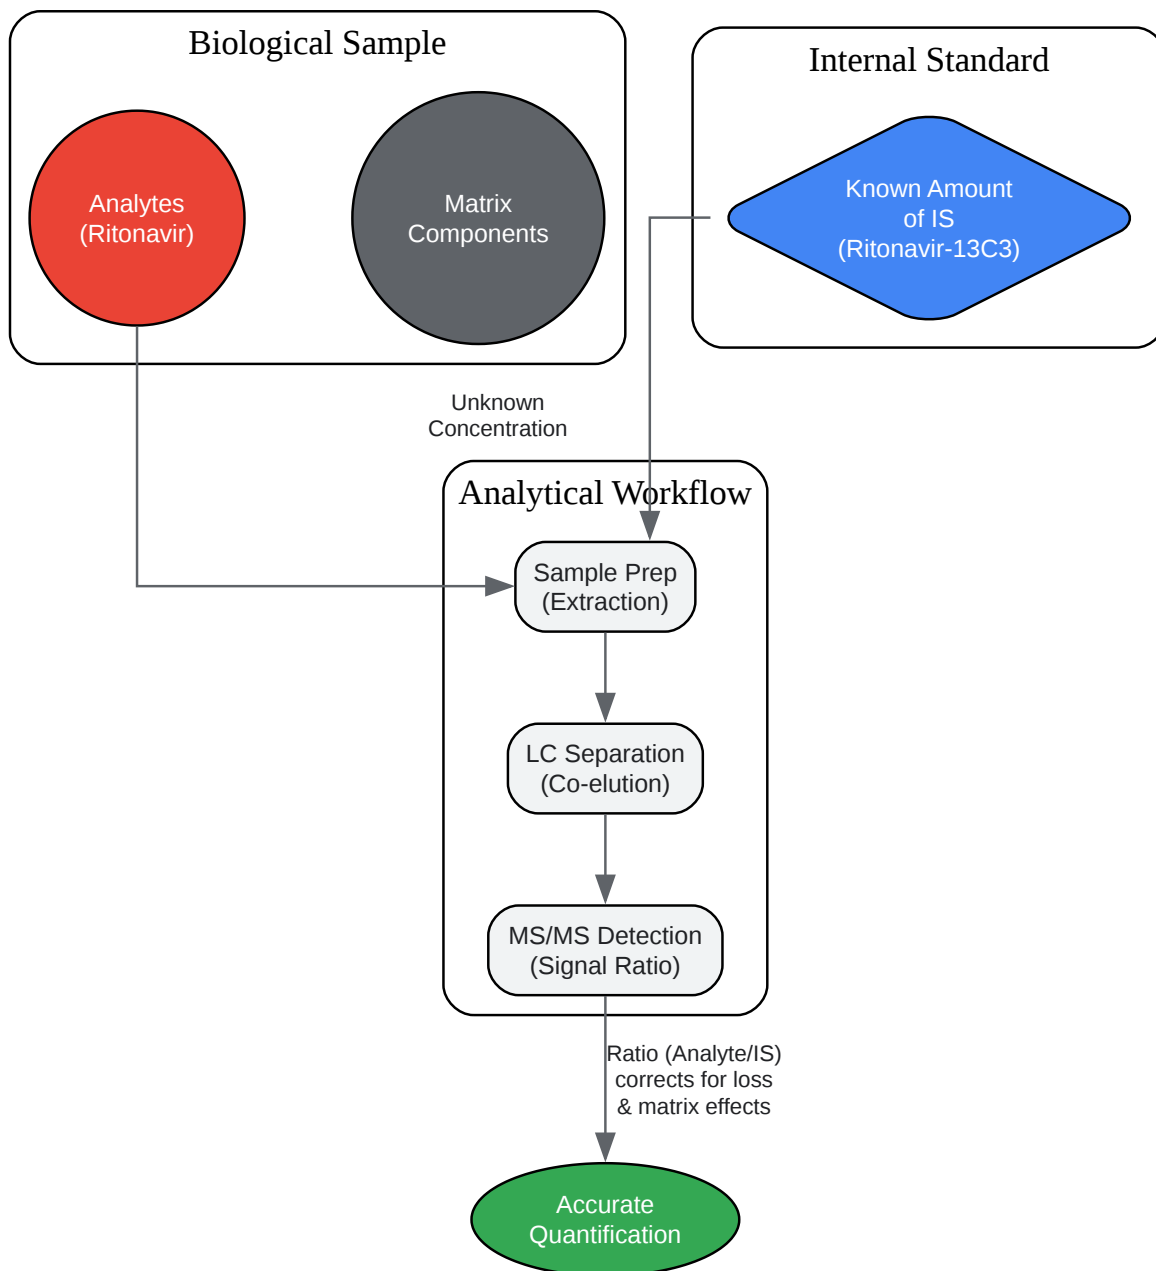 Biological Sample
Internal Standard
Analytes
(Ritonavir)
Matrix
Components
Known Amount
of IS
(Ritonavir-13C3)
Unknown
Concentration
Analytical Workflow
Sample Prep
(Extraction)
LC Separation
(Co-elution)
MS/MS Detection
(Signal Ratio)
Ratio (Analyte/IS)
corrects for loss
& matrix effects
Accurate
Quantification